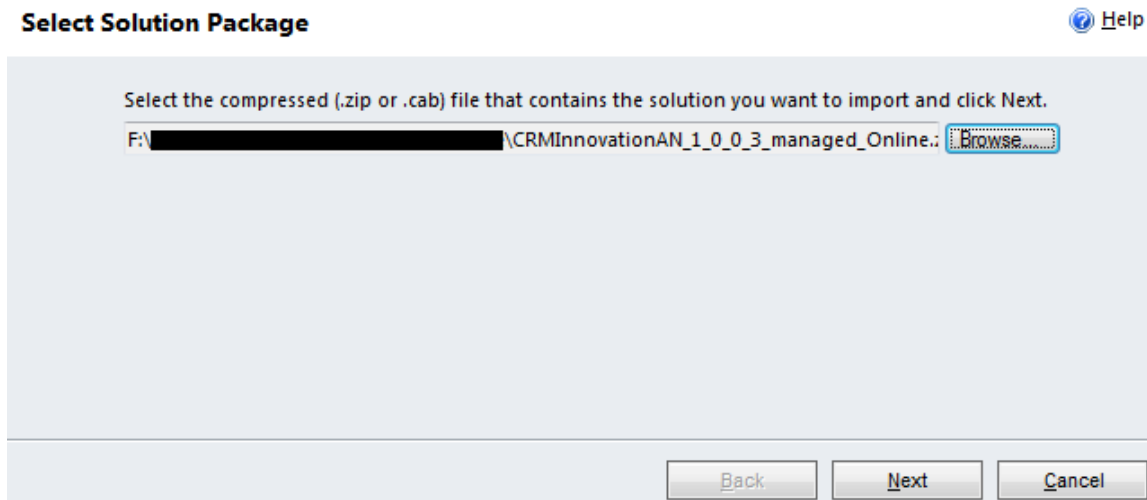 Select Solution Package
Help
Select the compressed (.zip or .cab) file that contains the solution you want to import and click Next.
F:\ \CRMInnovationAN_1_0_0_3_managed_Online.z
Browse...
Back
Next
Cancel